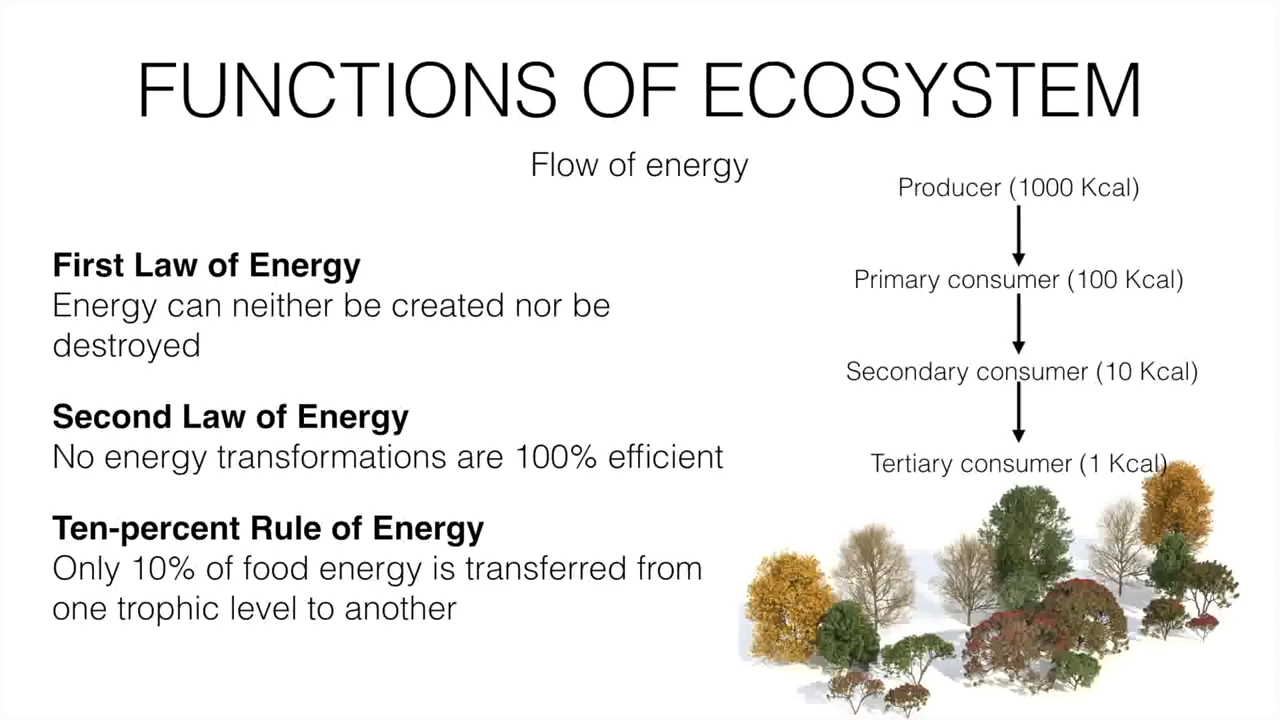 FUNCTIONS OF ECOSYSTEM
Flow of energy
First Law of Energy
Energy can neither be created nor be
destroyed
Second Law of Energy
No energy transformations are 100% efficient
Ten-percent Rule of Energy
Only 10% of food energy is transferred from
one trophic level to another
Producer (1000 Kcal)
Primary consumer (100 Kcal)
Secondary consumer (10 Kcal)
Tertiary consumer (1 Kcal)